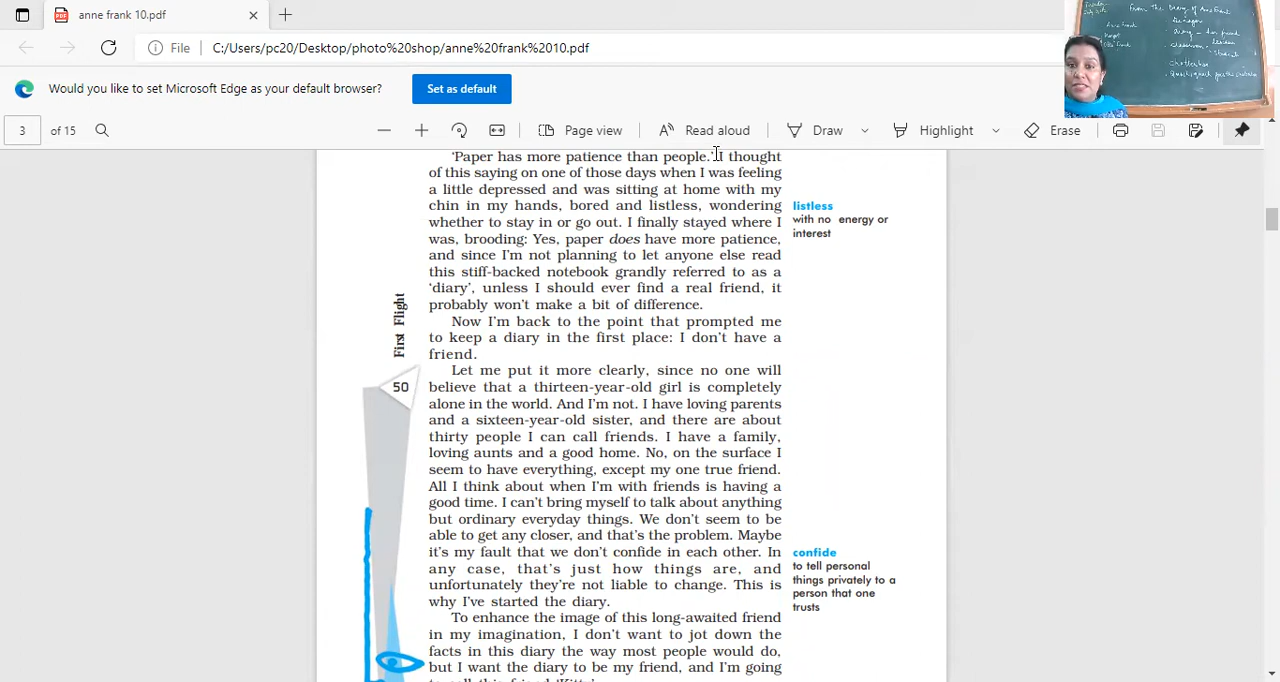 anne frank 10.pdf
File
C:/Users/pc20/Desktop/photo%20shop/anne%20frank%2010.pdf
Would you like to set Microsoft Edge as your default browser?
Set as default
3 of 15
Page view
Read aloud
Draw
Highlight
Erase
From the Diary of Anne Frank
‘Paper has more patience than people.’ I thought
of this saying on one of those days when I was feeling
a little depressed and was sitting at home with my
chin in my hands, bored and listless, wondering
whether to stay in or go out. I finally stayed where I
was, brooding: Yes, paper does have more patience,
and since I’m not planning to let anyone else read
this stiff-backed notebook grandly referred to as a
‘diary’, unless I should ever find a real friend, it
probably won’t make a bit of difference.
Now I’m back to the point that prompted me
to keep a diary in the first place: I don’t have a
friend.
Let me put it more clearly, since no one will
believe that a thirteen-year-old girl is completely
alone in the world. And I’m not. I have loving parents
and a sixteen-year-old sister, and there are about
thirty people I can call friends. I have a family,
loving aunts and a good home. No, on the surface I
seem to have everything, except my one true friend.
All I think about when I’m with friends is having a
good time. I can’t bring myself to talk about anything
but ordinary everyday things. We don’t seem to be
able to get any closer, and that’s the problem. Maybe
it’s my fault that we don’t confide in each other. In
any case, that’s just how things are, and
unfortunately they’re not liable to change. This is
why I’ve started the diary.
To enhance the image of this long-awaited friend
in my imagination, I don’t want to jot down the
facts in this diary the way most people would do,
but I want the diary to be my friend, and I’m going
to call this friend ‘Kitty’.
listless
with no energy or
interest
confide
to tell personal
things privately to a
person that one
trusts
First Flight
50